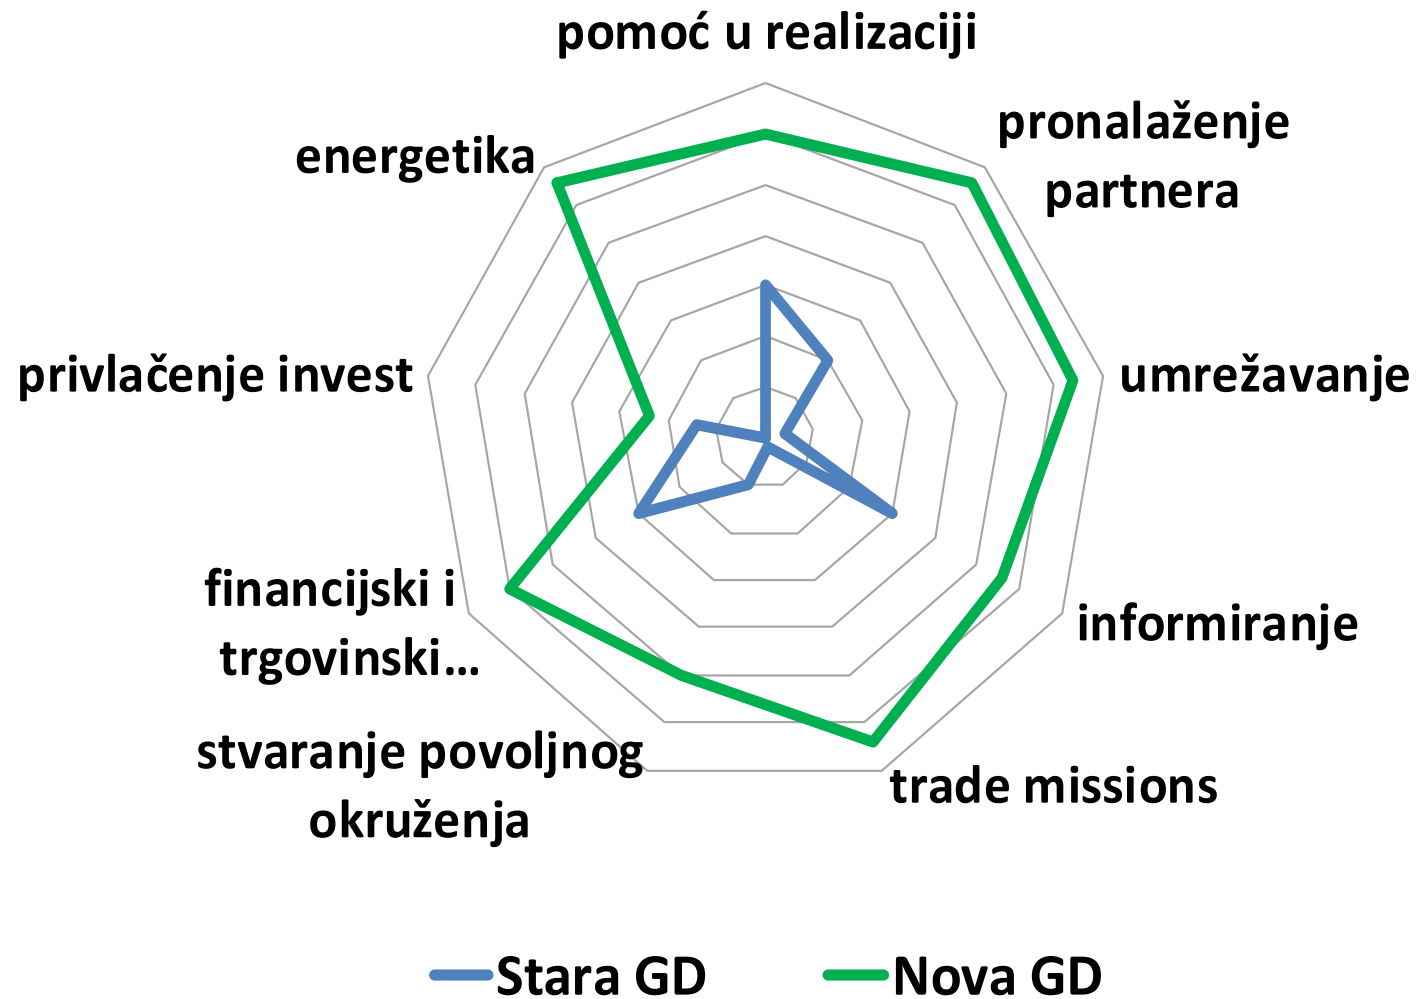 pomoć u realizaciji
pronalaženje
partnera
umrežavanje
informiranje
trade missions
stvaranje povoljnog
okruženja
financijski i
trgovinski...
privlačenje invest
energetika
Stara GD
Nova GD